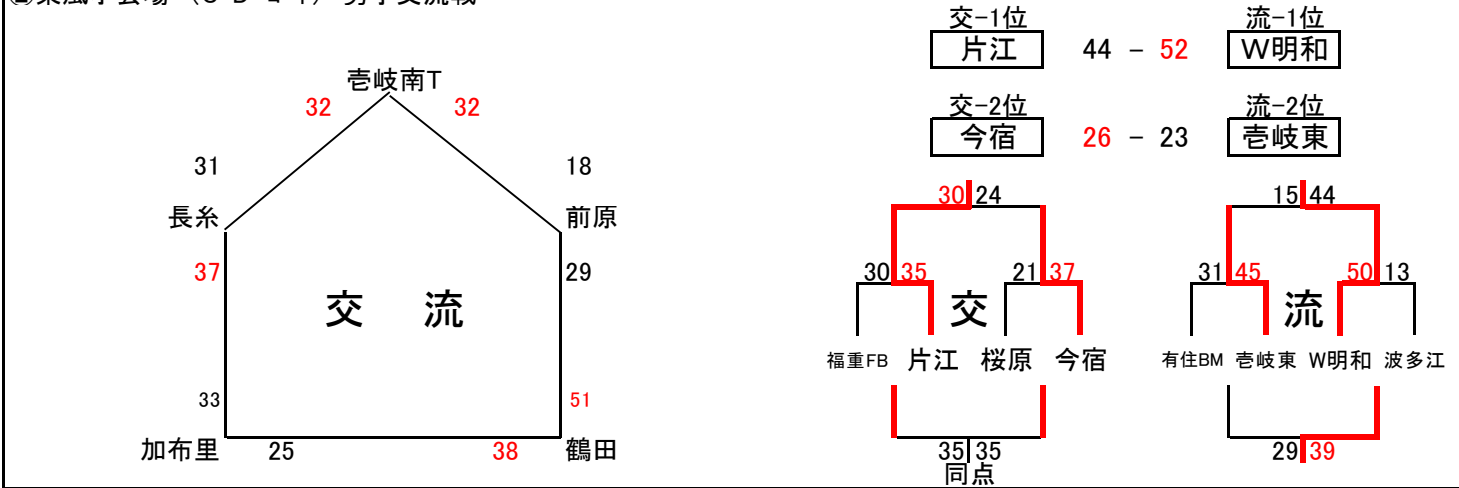 交-1位 流-1位
片江 44 - 52 W明和
交-2位 流-2位
今宿 26 - 23 壱岐東
壱岐南T
32 32
31 18
長糸 前原
37 29
交 流
33 51
加布里 25 38 鶴田
30 24
30 35 21 37
交
福重FB 片江 桜原 今宿
35 35
同点
15 44
31 45 50 13
流
有住BM 壱岐東 W明和 波多江
29 39